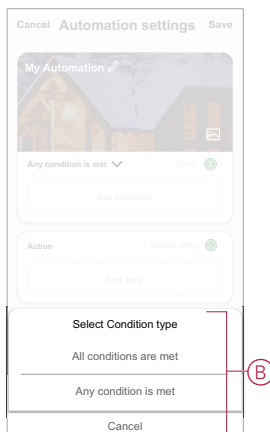 Cancel Automation settings Save
My Automation
Any condition is met
Add Condition
Action
Add Task
Select Condition type
All conditions are met
Any condition is met
B
Cancel